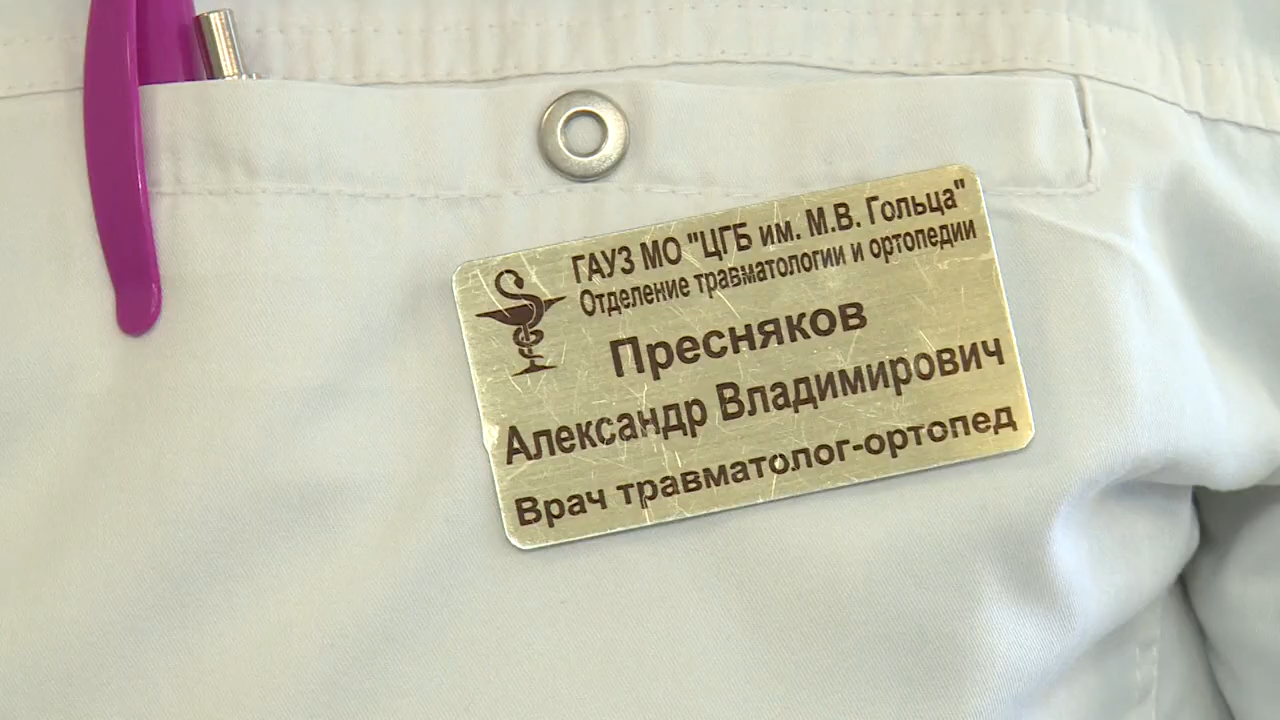 ГАУЗ МО "ЦГБ им. М.В. Гольца"
Отделение травматологии и ортопедии
Пресняков
Александр Владимирович
Врач травматолог-ортопед